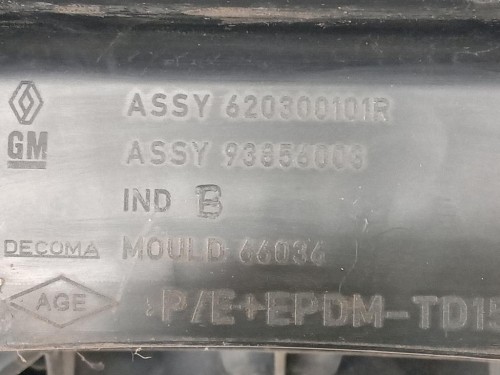 ASSY 620300101R
GM ASSY 93856003
IND B
DECOMA MOULD 66036
AGE P/E+EPDM-TD15